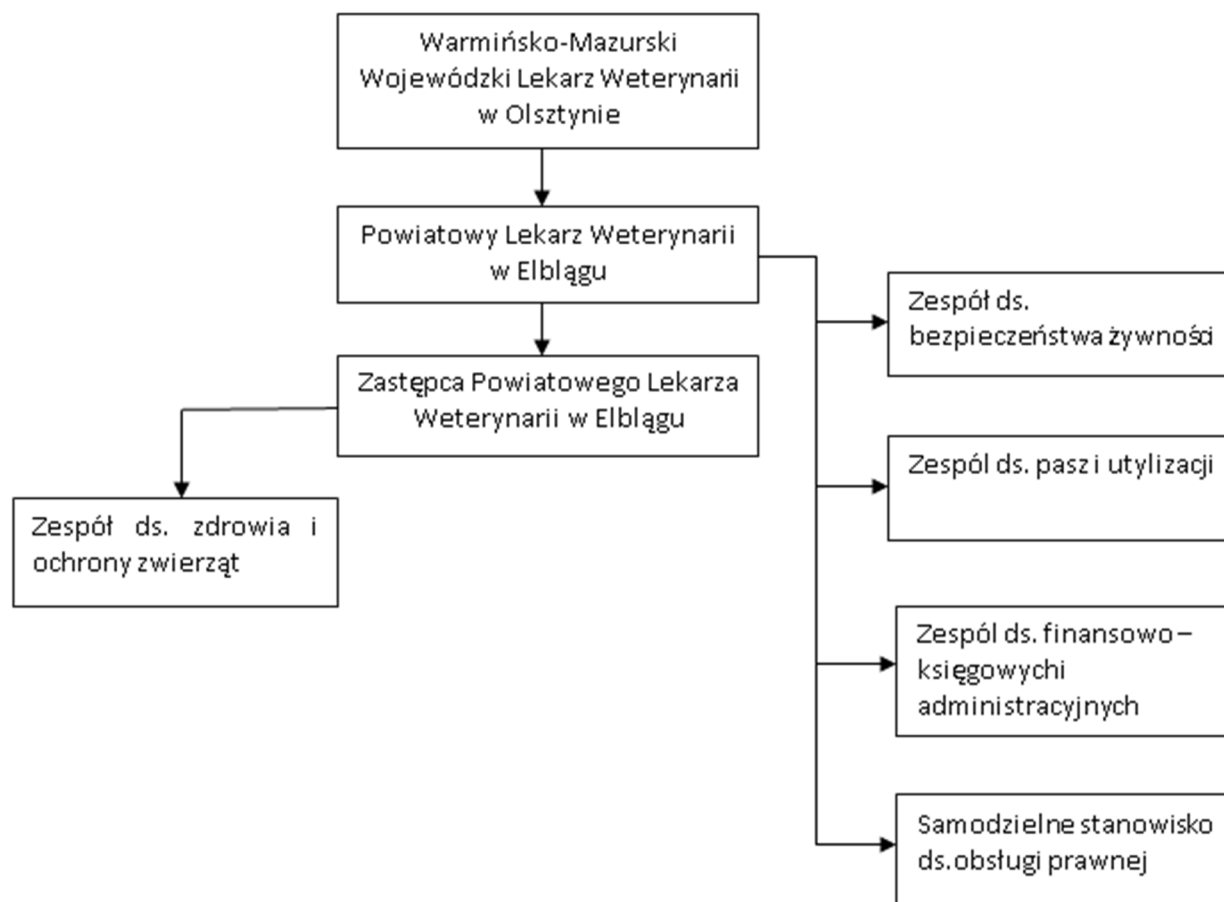 Warmińsko-Mazurski
Wojewódzki Lekarz Weterynarii
w Olsztynie
Powiatowy Lekarz Weterynarii
w Elblągu
Zastępca Powiatowego Lekarza
Weterynarii w Elblągu
Zespół ds. zdrowia i
ochrony zwierząt
Zespół ds.
bezpieczeństwa żywności
Zespól ds. pasz i utylizacji
Zespól ds. finansowo –
księgowychi
administracyjnych
Samodzielne stanowisko
ds.obsługi prawnej